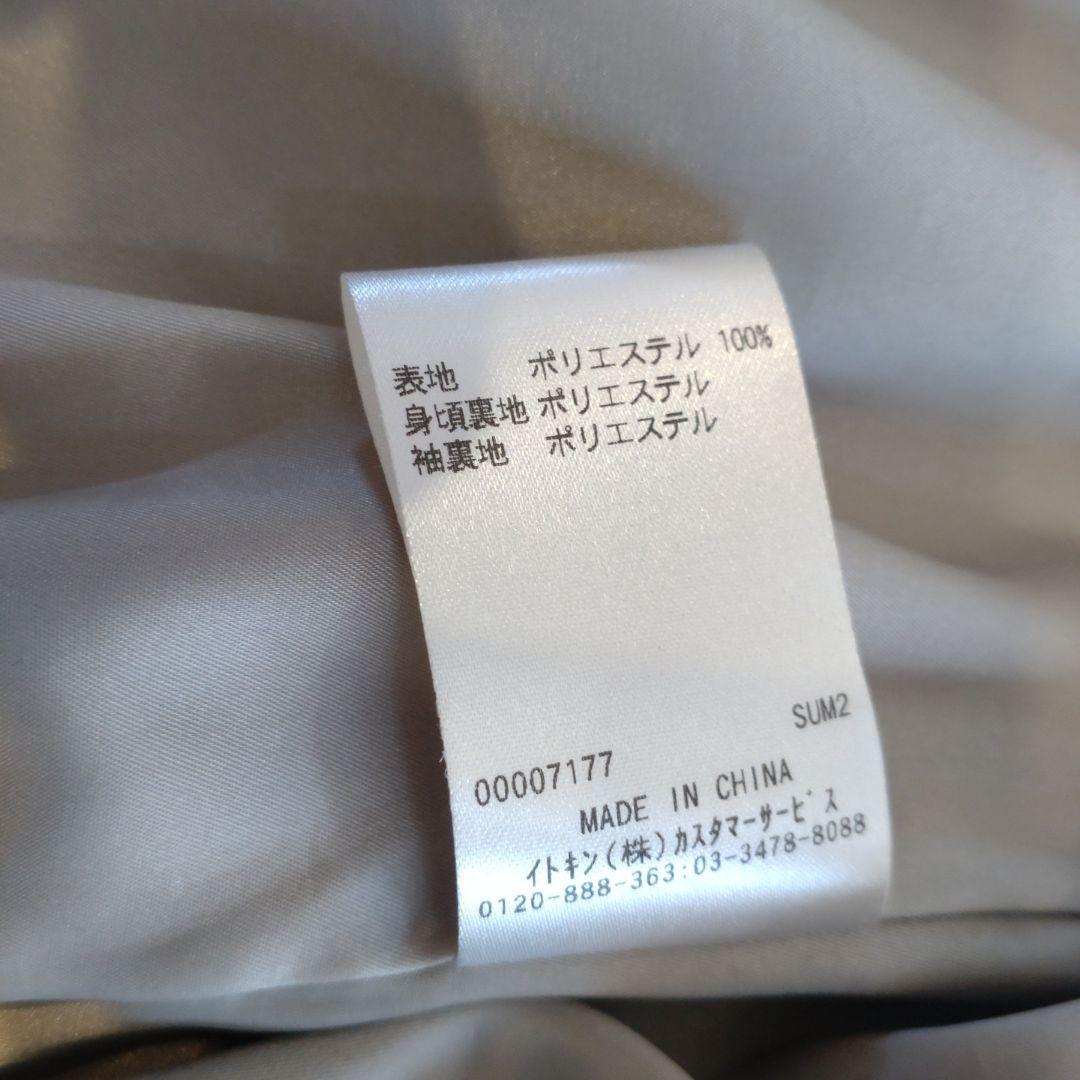 表地 ポリエステル 100%
身頃裏地 ポリエステル
袖裏地 ポリエステル
SUM2
00007177
MADE IN CHINA
イトキン(株)カスタマーサービス
0120-888-363:03-3478-8088